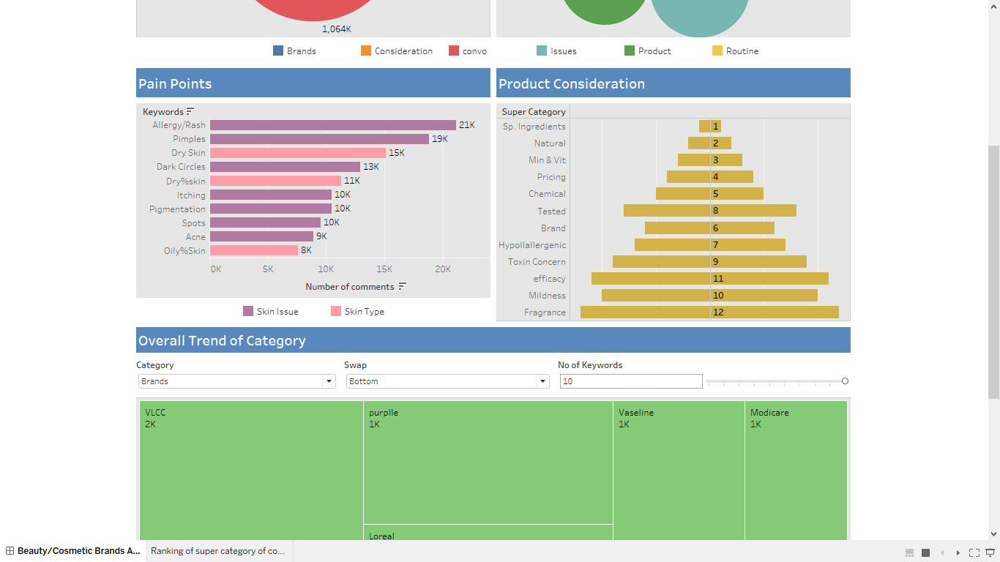 1,064K
Brands
Consideration
convo
Issues
Product
Routine
Pain Points
Keywords
Allergy/Rash 21K
Pimples 19K
Dry Skin 15K
Dark Circles 13K
Dry%skin 11K
Itching 10K
Pigmentation 10K
Spots 10K
Acne 9K
Oily%Skin 8K
0K 5K 10K 15K 20K
Number of comments
Skin Issue
Skin Type
Product Consideration
Super Category
Sp. Ingredients 1
Natural 2
Min & Vit 3
Pricing 4
Chemical 5
Tested 8
Brand 6
Hypollallergenic 7
Toxin Concern 9
efficacy 11
Mildness 10
Fragrance 12
Overall Trend of Category
Category
Brands
Swap
Bottom
No of Keywords
10
VLCC
2K
purplle
1K
Loreal
Vaseline
1K
Modicare
1K
Beauty/Cosmetic Brands A...
Ranking of super category of co...